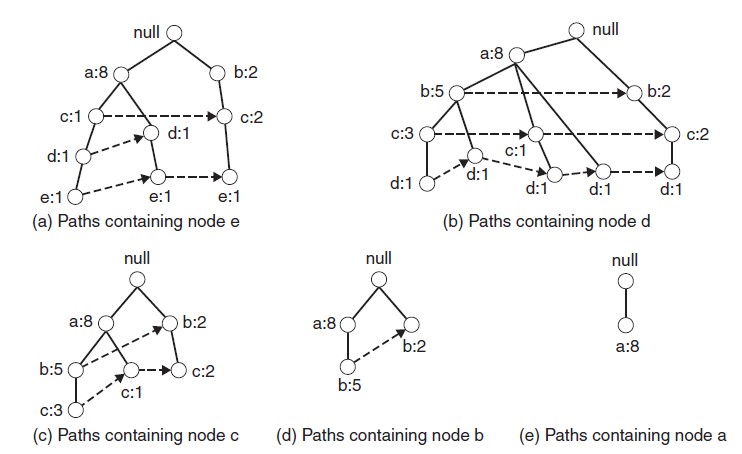 null
a:8
b:2
c:1
c:2
d:1
d:1
e:1
e:1
e:1
(a) Paths containing node e
null
a:8
b:5
b:2
c:3
c:1
c:2
d:1
d:1
d:1
d:1
d:1
(b) Paths containing node d
null
a:8
b:2
b:5
c:2
c:1
c:3
(c) Paths containing node c
null
a:8
b:2
b:5
(d) Paths containing node b
null
a:8
(e) Paths containing node a